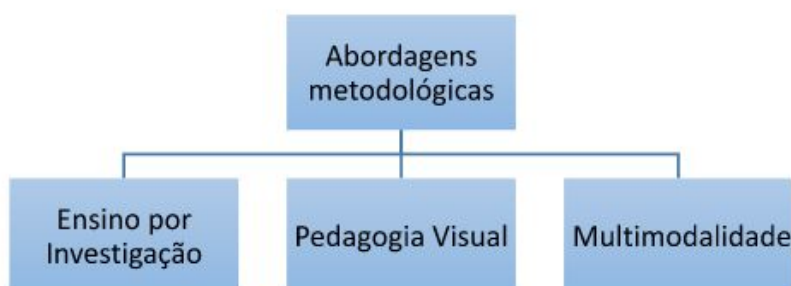 Abordagens
metodológicas
Ensino por
Investigação
Pedagogia Visual
Multimodalidade